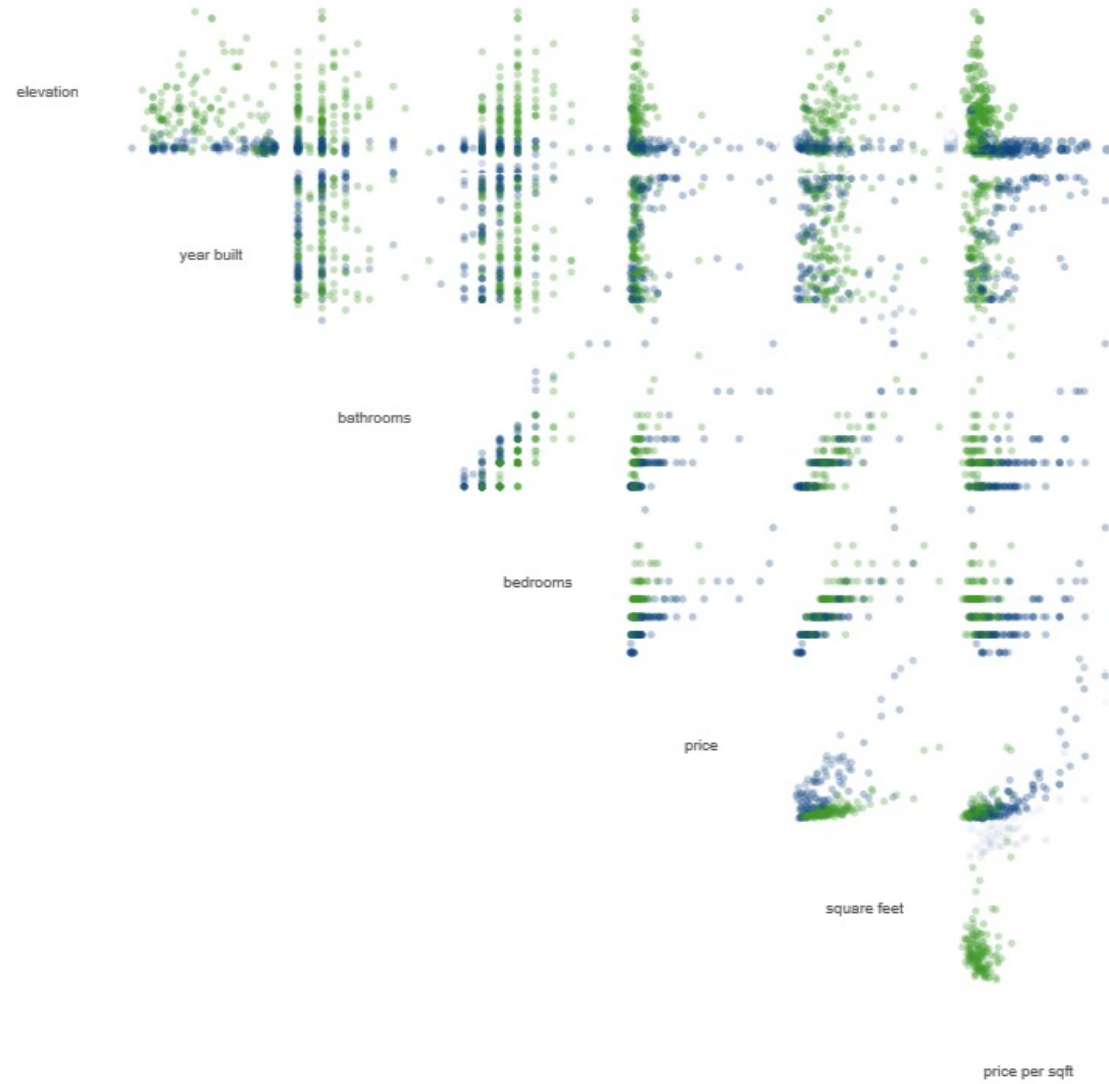 elevation
year built
bathrooms
bedrooms
price
square feet
price per sqft